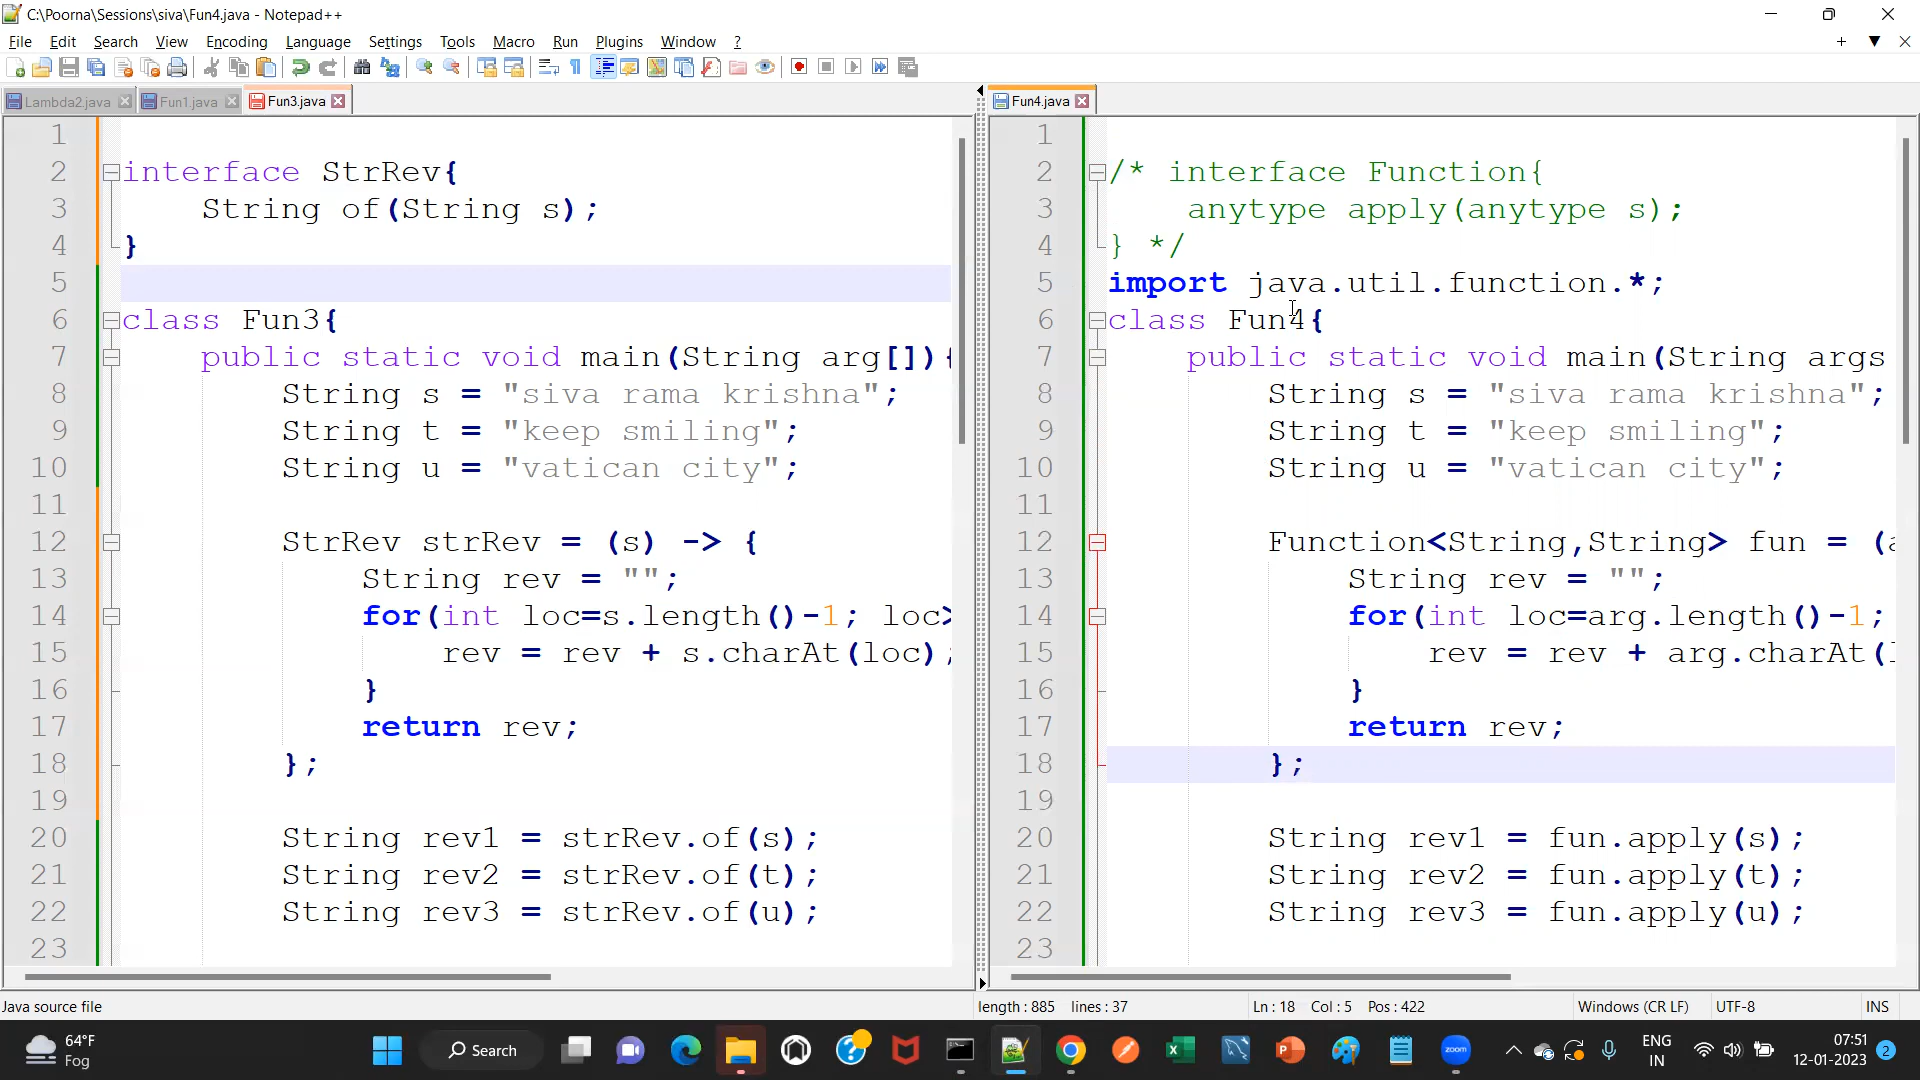 C:\Poorna\Sessions\siva\Fun4.java - Notepad++
File Edit Search View Encoding Language Settings Tools Macro Run Plugins Window ?
Lambda2.java Fun1.java Fun3.java
1
2 interface StrRev{
3 String of(String s);
4 }
5
6 class Fun3{
7 public static void main(String arg[]){
8 String s = "siva rama krishna";
9 String t = "keep smiling";
10 String u = "vatican city";
11
12 StrRev strRev = (s) -> {
13 String rev = "";
14 for(int loc=s.length()-1; loc>
15 rev = rev + s.charAt(loc);
16 }
17 return rev;
18 };
19
20 String rev1 = strRev.of(s);
21 String rev2 = strRev.of(t);
22 String rev3 = strRev.of(u);
23
Fun4.java
1
2 /* interface Function{
3 anytype apply(anytype s);
4 } */
5 import java.util.function.*;
6 class Fun4{
7 public static void main(String args
8 String s = "siva rama krishna";
9 String t = "keep smiling";
10 String u = "vatican city";
11
12 Function<String,String> fun = (a
13 String rev = "";
14 for(int loc=arg.length()-1;
15 rev = rev + arg.charAt(l
16 }
17 return rev;
18 };
19
20 String rev1 = fun.apply(s);
21 String rev2 = fun.apply(t);
22 String rev3 = fun.apply(u);
23
Java source file length : 885 lines : 37 Ln : 18 Col : 5 Pos : 422 Windows (CR LF) UTF-8 INS
64°F
Fog
Search
zoom
ENG
IN
07:51
12-01-2023
2